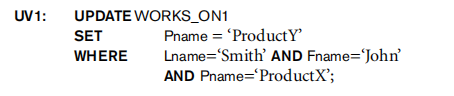 UV1: UPDATE WORKS_ON1
SET Pname = ‘ProductY’
WHERE Lname=‘Smith’ AND Fname=‘John’
AND Pname=‘ProductX’;